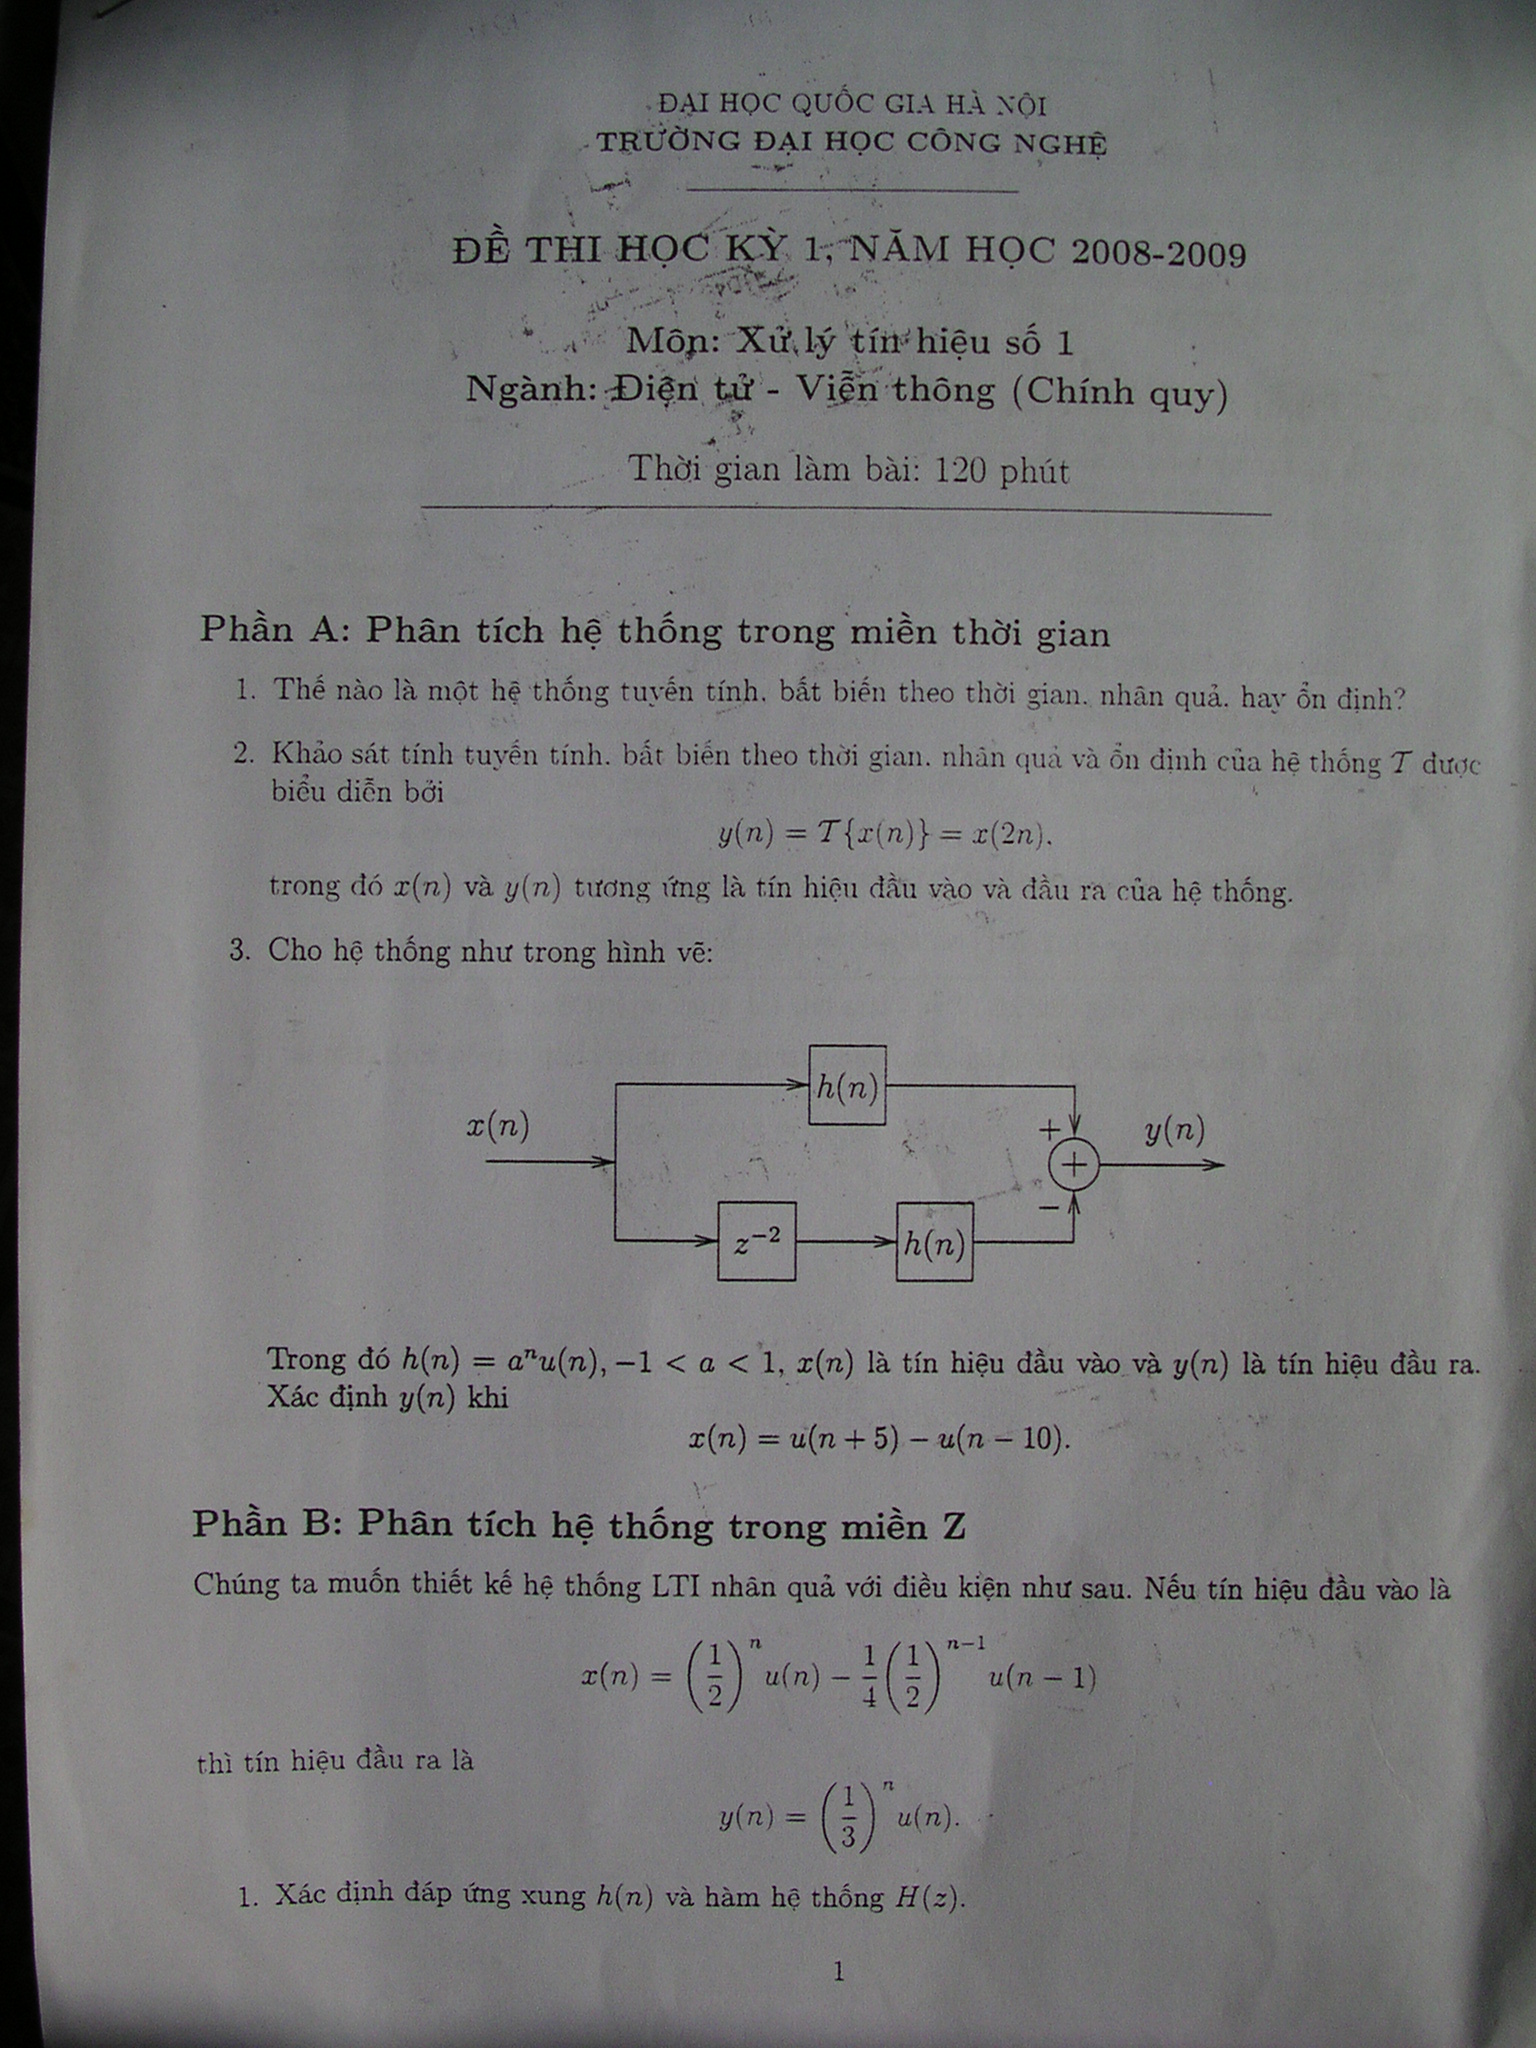 ĐẠI HỌC QUỐC GIA HÀ NỘI
TRƯỜNG ĐẠI HỌC CÔNG NGHỆ
ĐỀ THI HỌC KỲ 1, NĂM HỌC 2008-2009
Môn: Xử lý tín hiệu số 1
Ngành: Điện tử - Viễn thông (Chính quy)
Thời gian làm bài: 120 phút
Phần A: Phân tích hệ thống trong miền thời gian
1. Thế nào là một hệ thống tuyến tính, bất biến theo thời gian, nhân quả, hay ổn định?
2. Khảo sát tính tuyến tính, bất biến theo thời gian, nhân quả và ổn định của hệ thống 𝒯 được
biểu diễn bởi
y(n) = 𝒯{x(n)} = x(2n),
trong đó x(n) và y(n) tương ứng là tín hiệu đầu vào và đầu ra của hệ thống.
3. Cho hệ thống như trong hình vẽ:
h(n)
x(n)
+
y(n)
+
−
z⁻²
h(n)
Trong đó h(n) = aⁿu(n), −1 < a < 1, x(n) là tín hiệu đầu vào và y(n) là tín hiệu đầu ra.
Xác định y(n) khi
x(n) = u(n + 5) − u(n − 10).
Phần B: Phân tích hệ thống trong miền Z
Chúng ta muốn thiết kế hệ thống LTI nhân quả với điều kiện như sau. Nếu tín hiệu đầu vào là
x(n) = (1/2)ⁿ u(n) − 1/4 (1/2)ⁿ⁻¹ u(n − 1)
thì tín hiệu đầu ra là
y(n) = (1/3)ⁿ u(n).
1. Xác định đáp ứng xung h(n) và hàm hệ thống H(z).
1